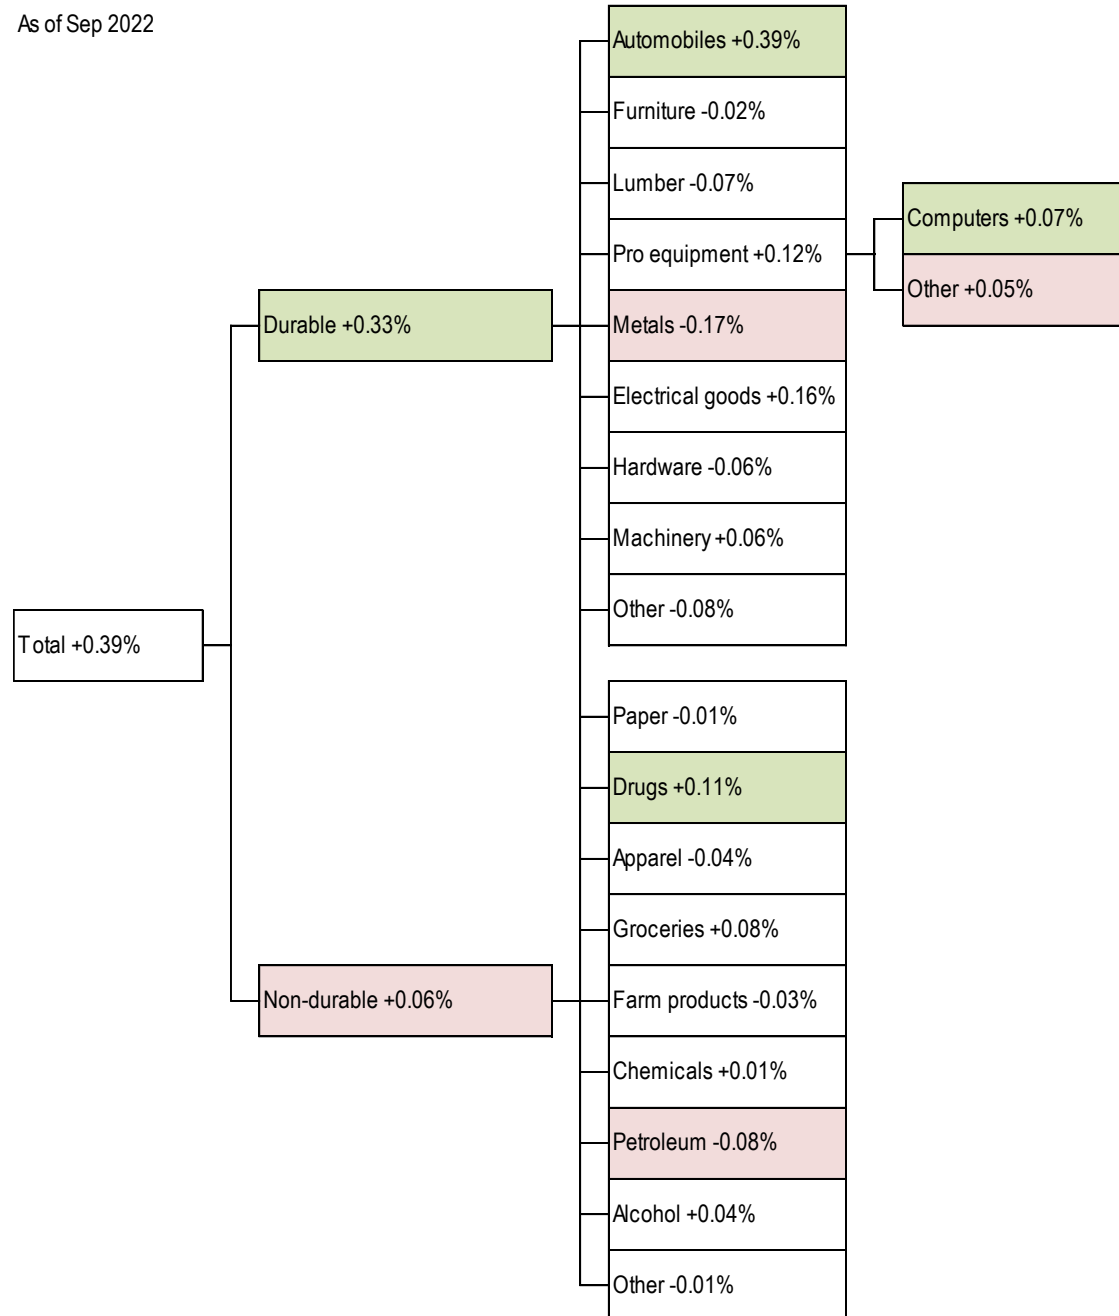 As of Sep 2022
Automobiles +0.39%
Furniture -0.02%
Lumber -0.07%
Computers +0.07%
Pro equipment +0.12%
Other +0.05%
Durable +0.33%
Metals -0.17%
Electrical goods +0.16%
Hardware -0.06%
Machinery +0.06%
Other -0.08%
Total +0.39%
Paper -0.01%
Drugs +0.11%
Apparel -0.04%
Groceries +0.08%
Non-durable +0.06%
Farm products -0.03%
Chemicals +0.01%
Petroleum -0.08%
Alcohol +0.04%
Other -0.01%